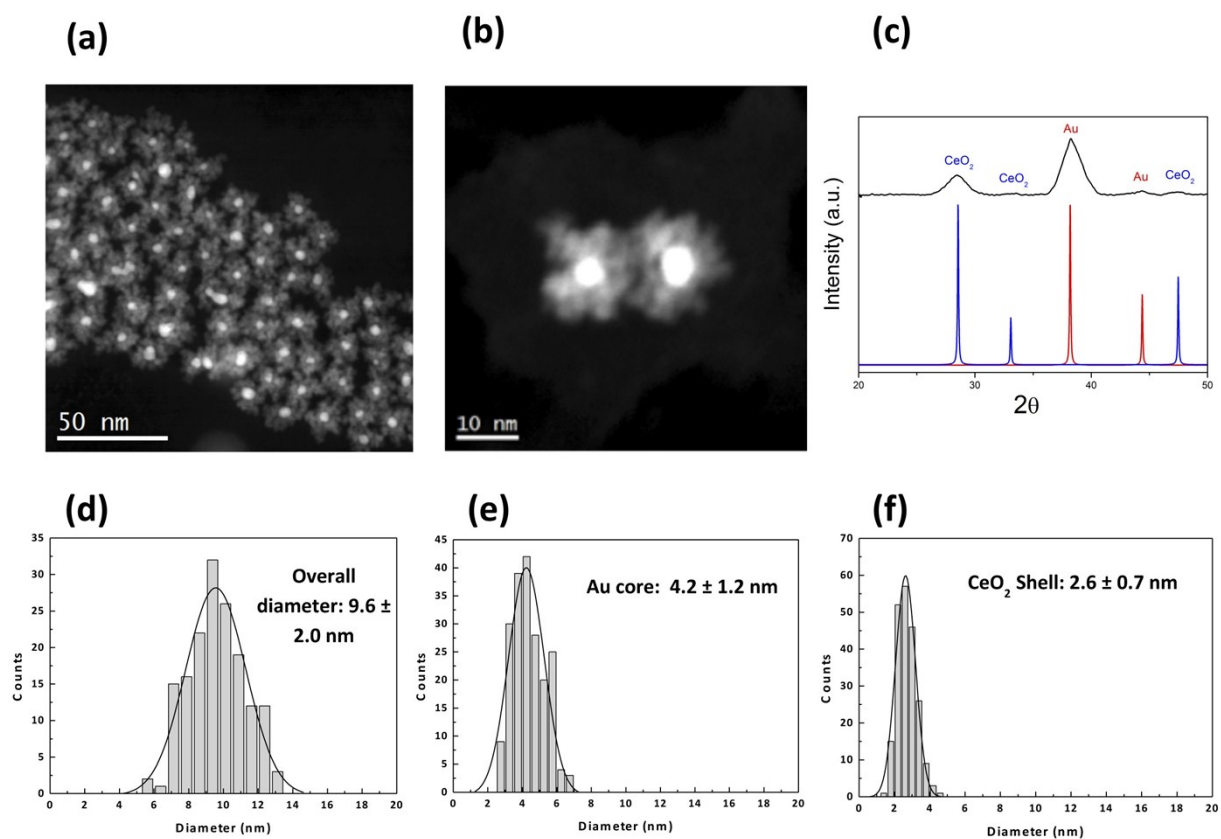 (a)
(b)
(c)
50 nm
10 nm
Intensity (a.u.)
CeO₂
CeO₂
Au
Au
CeO₂
20 30 40 50
2θ
(d)
(e)
(f)
Counts
35
30
25
20
15
10
5
0
Overall
diameter: 9.6 ±
2.0 nm
0 2 4 6 8 10 12 14 16 18 20
Diameter (nm)
Counts
45
40
35
30
25
20
15
10
5
0
Au core: 4.2 ± 1.2 nm
0 2 4 6 8 10 12 14 16 18 20
Diameter (nm)
Counts
70
60
50
40
30
20
10
0
CeO₂ Shell: 2.6 ± 0.7 nm
0 2 4 6 8 10 12 14 16 18 20
Diameter (nm)